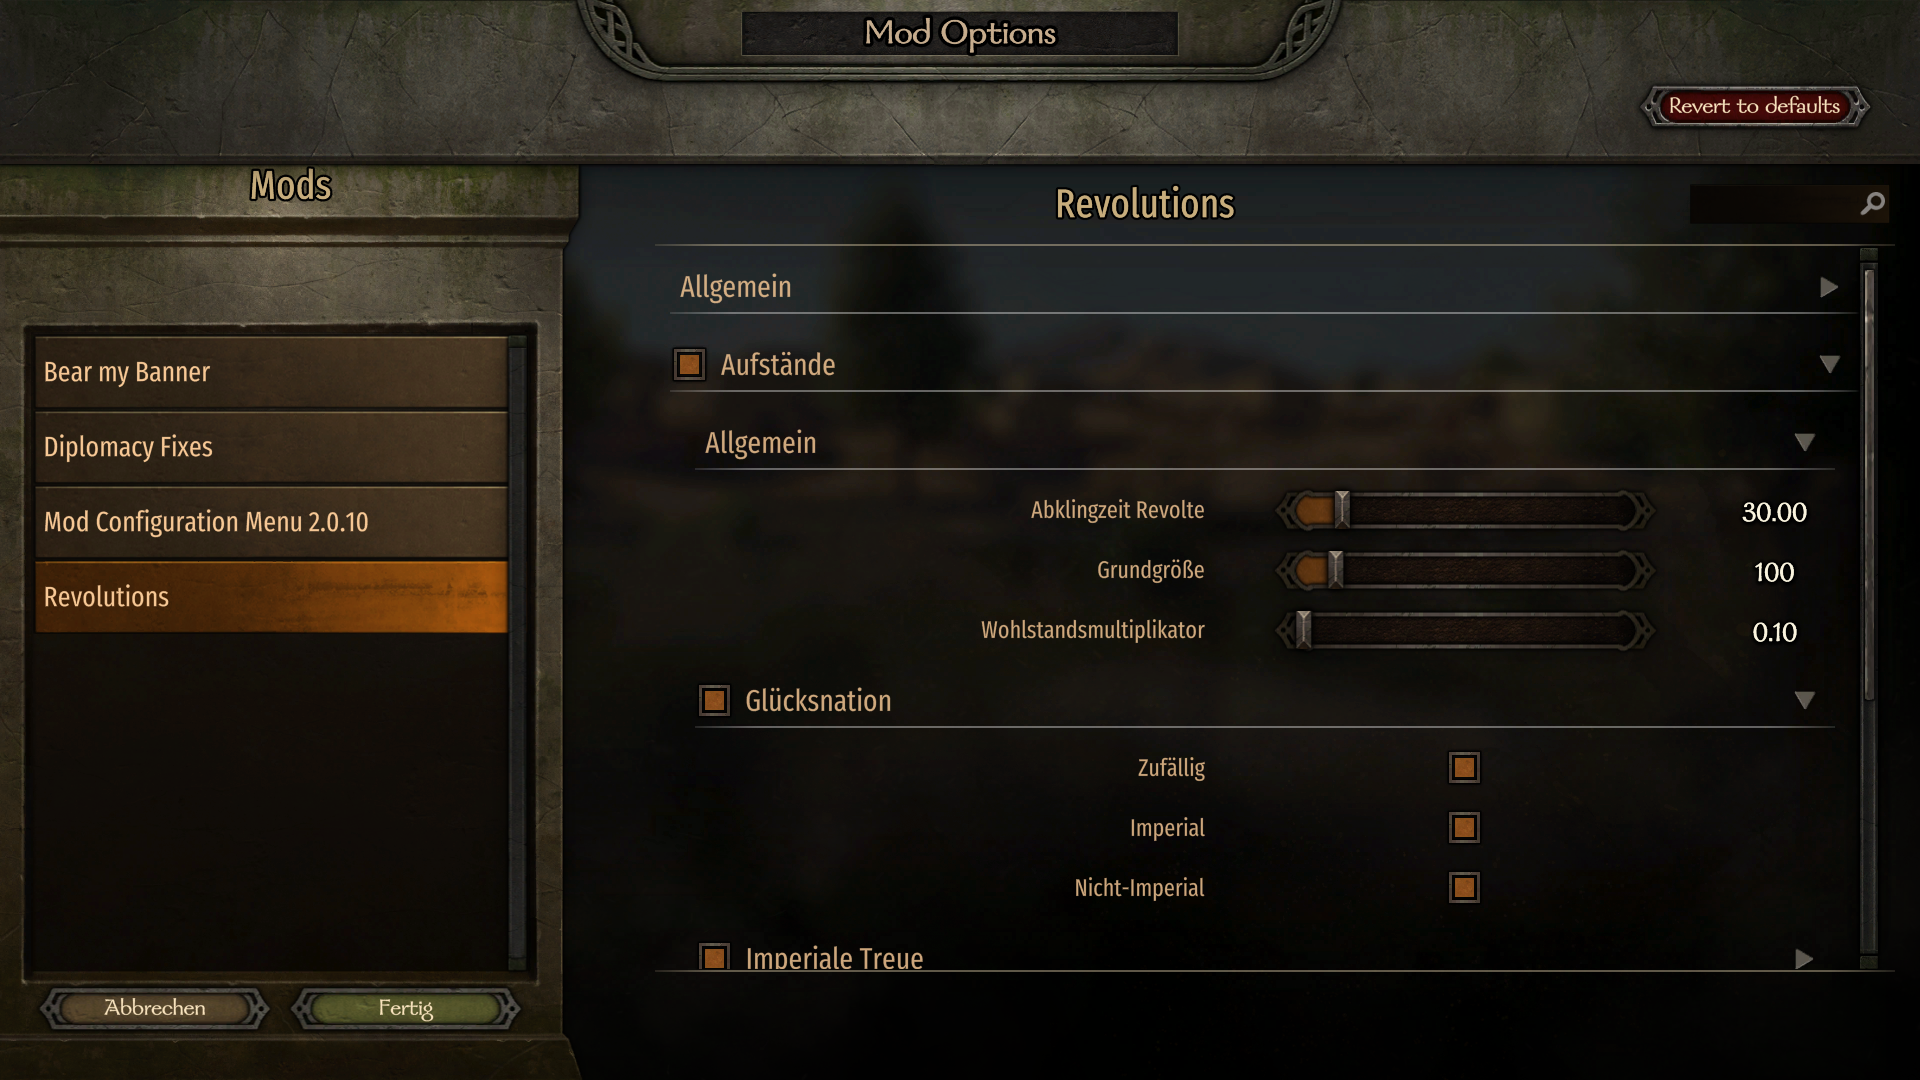 Mod Options
Revert to defaults
Mods
Bear my Banner
Diplomacy Fixes
Mod Configuration Menu 2.0.10
Revolutions
Abbrechen
Fertig
Revolutions
Allgemein
Aufstände
Allgemein
Abklingzeit Revolte 30.00
Grundgröße 100
Wohlstandsmultiplikator 0.10
Glücksnation
Zufällig
Imperial
Nicht-Imperial
Imperiale Treue